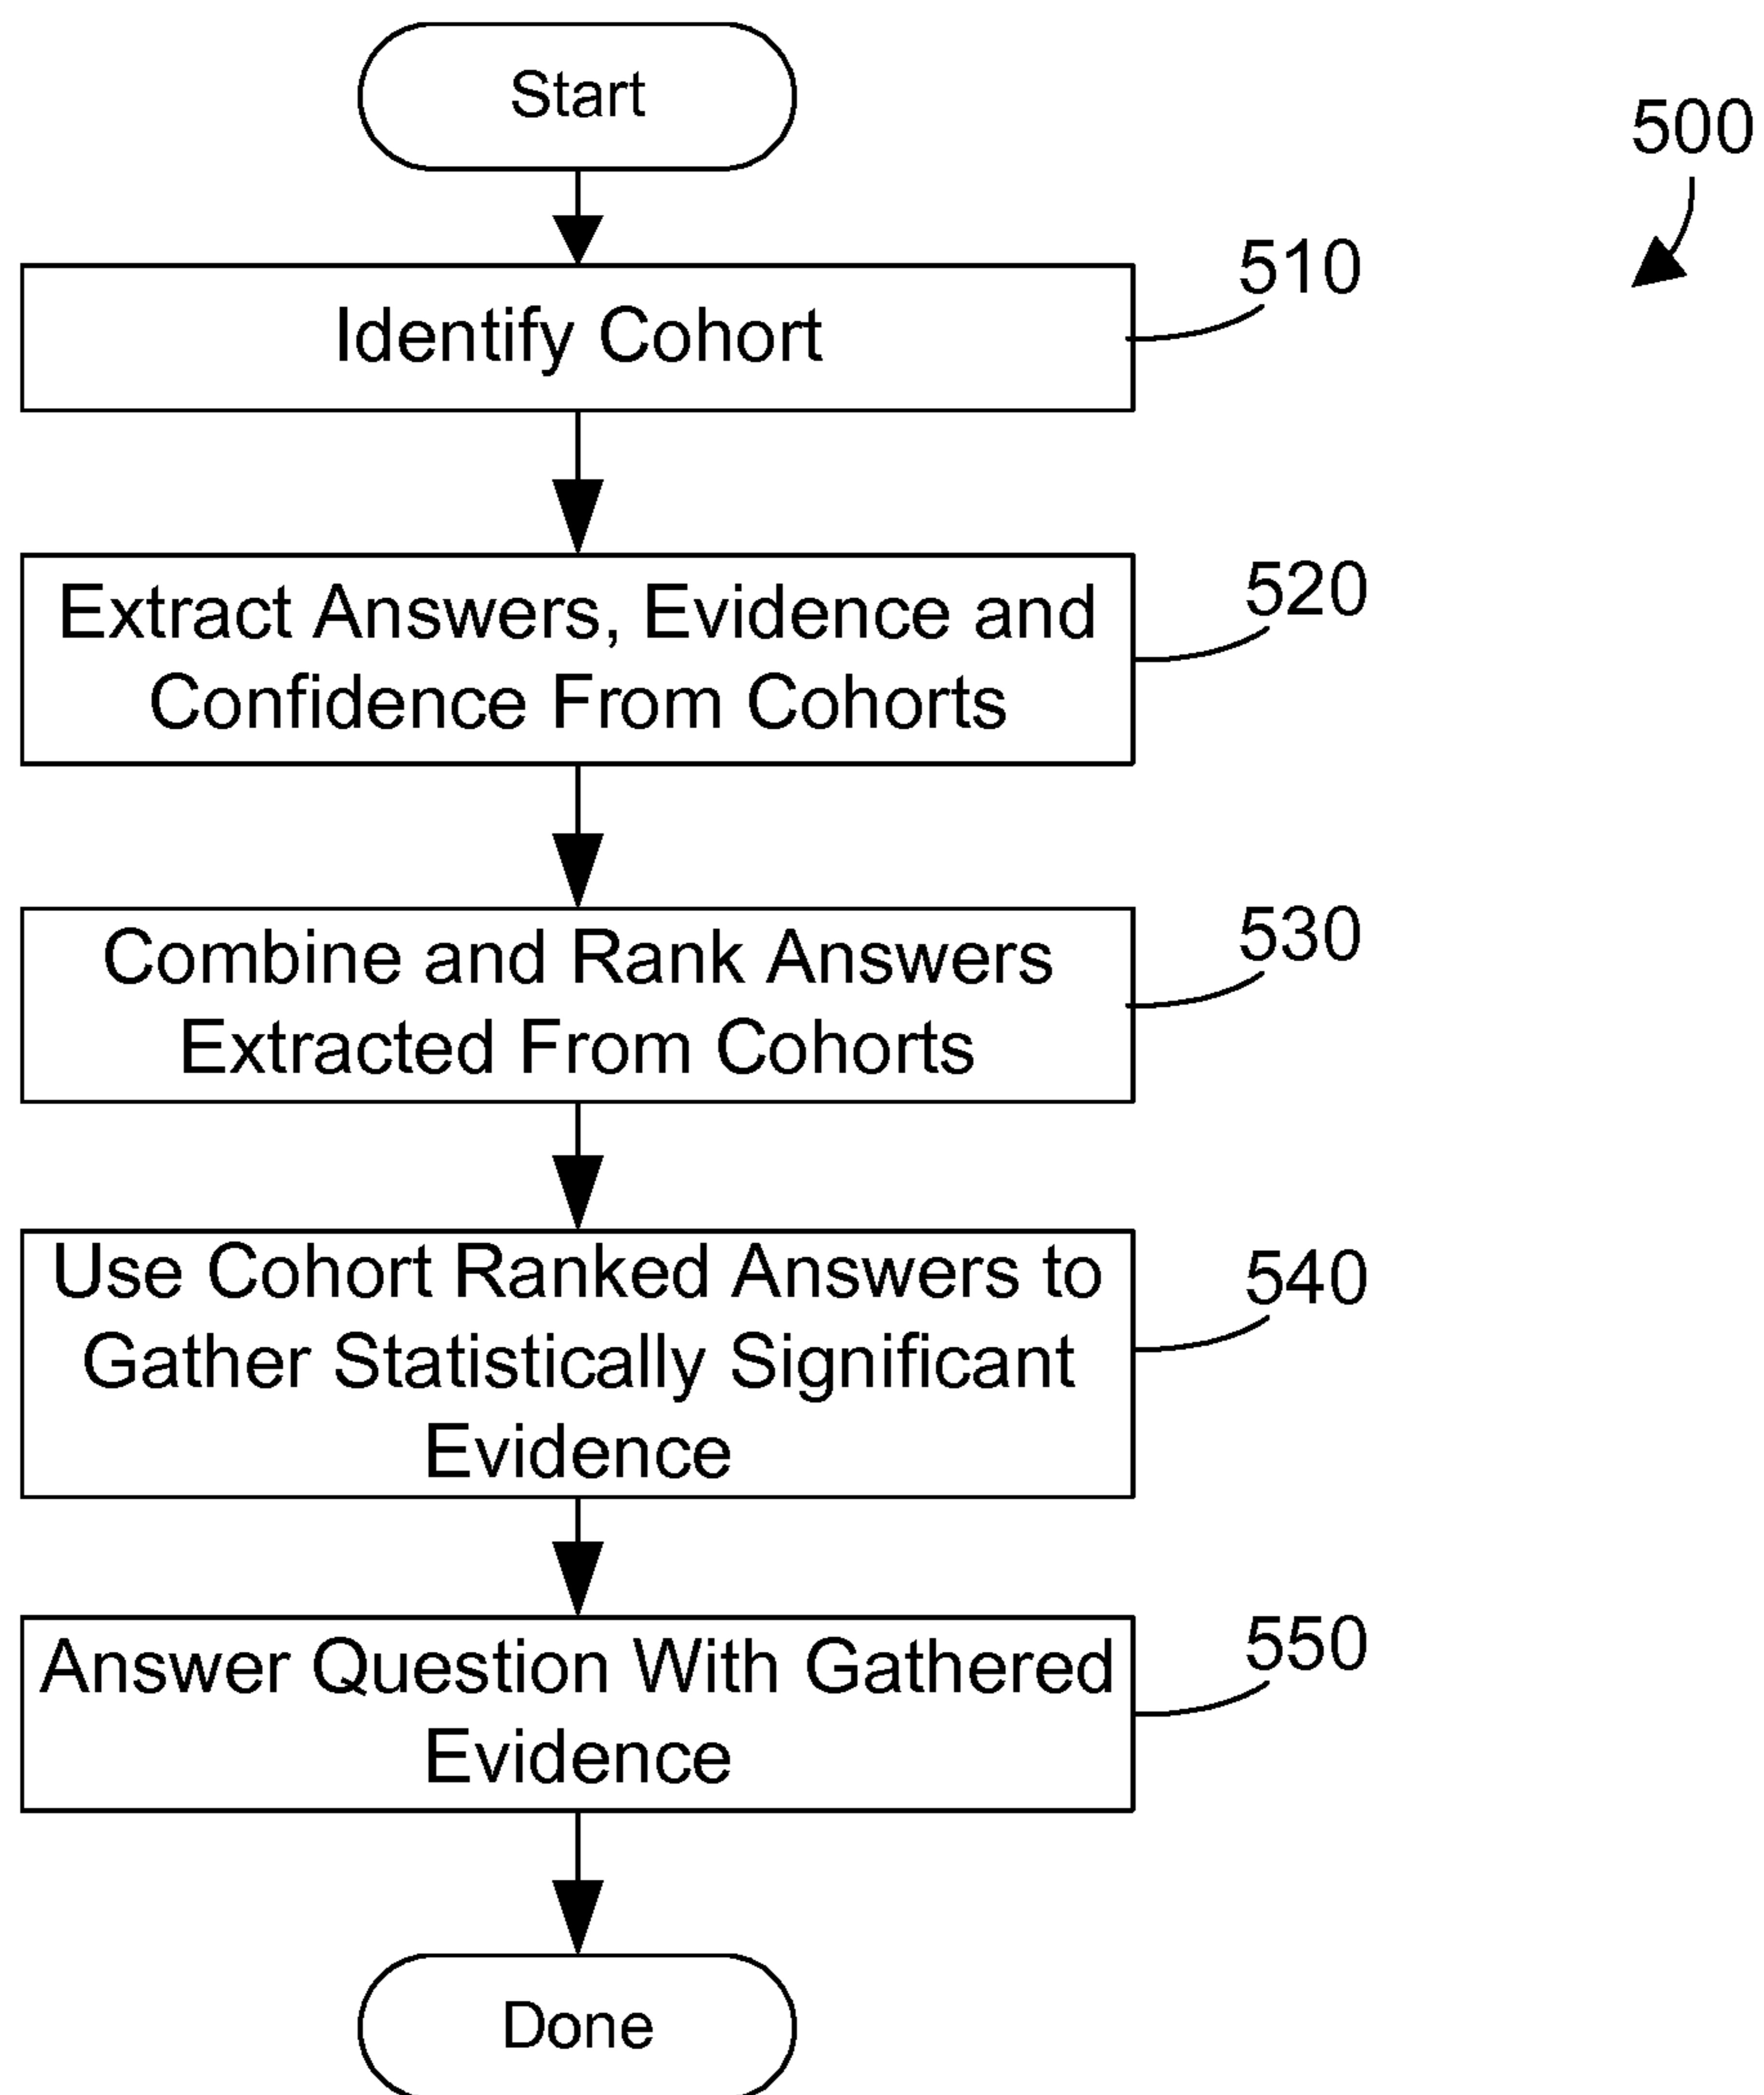 Start
500
Identify Cohort
510
Extract Answers, Evidence and
Confidence From Cohorts
520
Combine and Rank Answers
Extracted From Cohorts
530
Use Cohort Ranked Answers to
Gather Statistically Significant
Evidence
540
Answer Question With Gathered
Evidence
550
Done